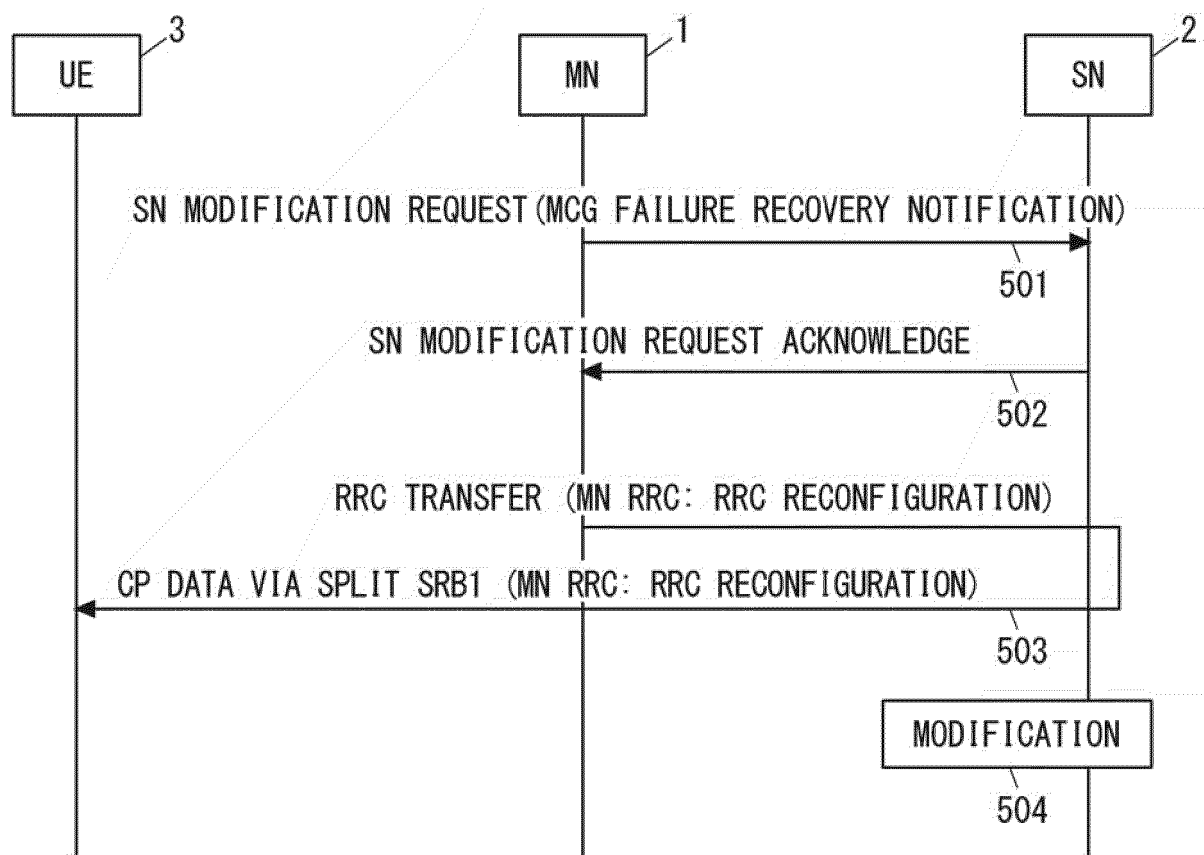 3
1
2
UE
MN
SN
SN MODIFICATION REQUEST(MCG FAILURE RECOVERY NOTIFICATION)
501
SN MODIFICATION REQUEST ACKNOWLEDGE
502
RRC TRANSFER (MN RRC: RRC RECONFIGURATION)
CP DATA VIA SPLIT SRB1 (MN RRC: RRC RECONFIGURATION)
503
MODIFICATION
504